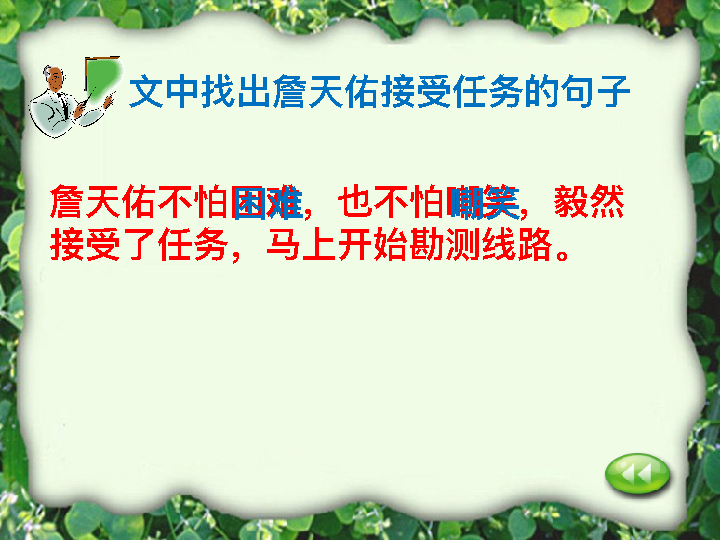 文中找出詹天佑接受任务的句子
詹天佑不怕困难，也不怕嘲笑，毅然
接受了任务，马上开始勘测线路。